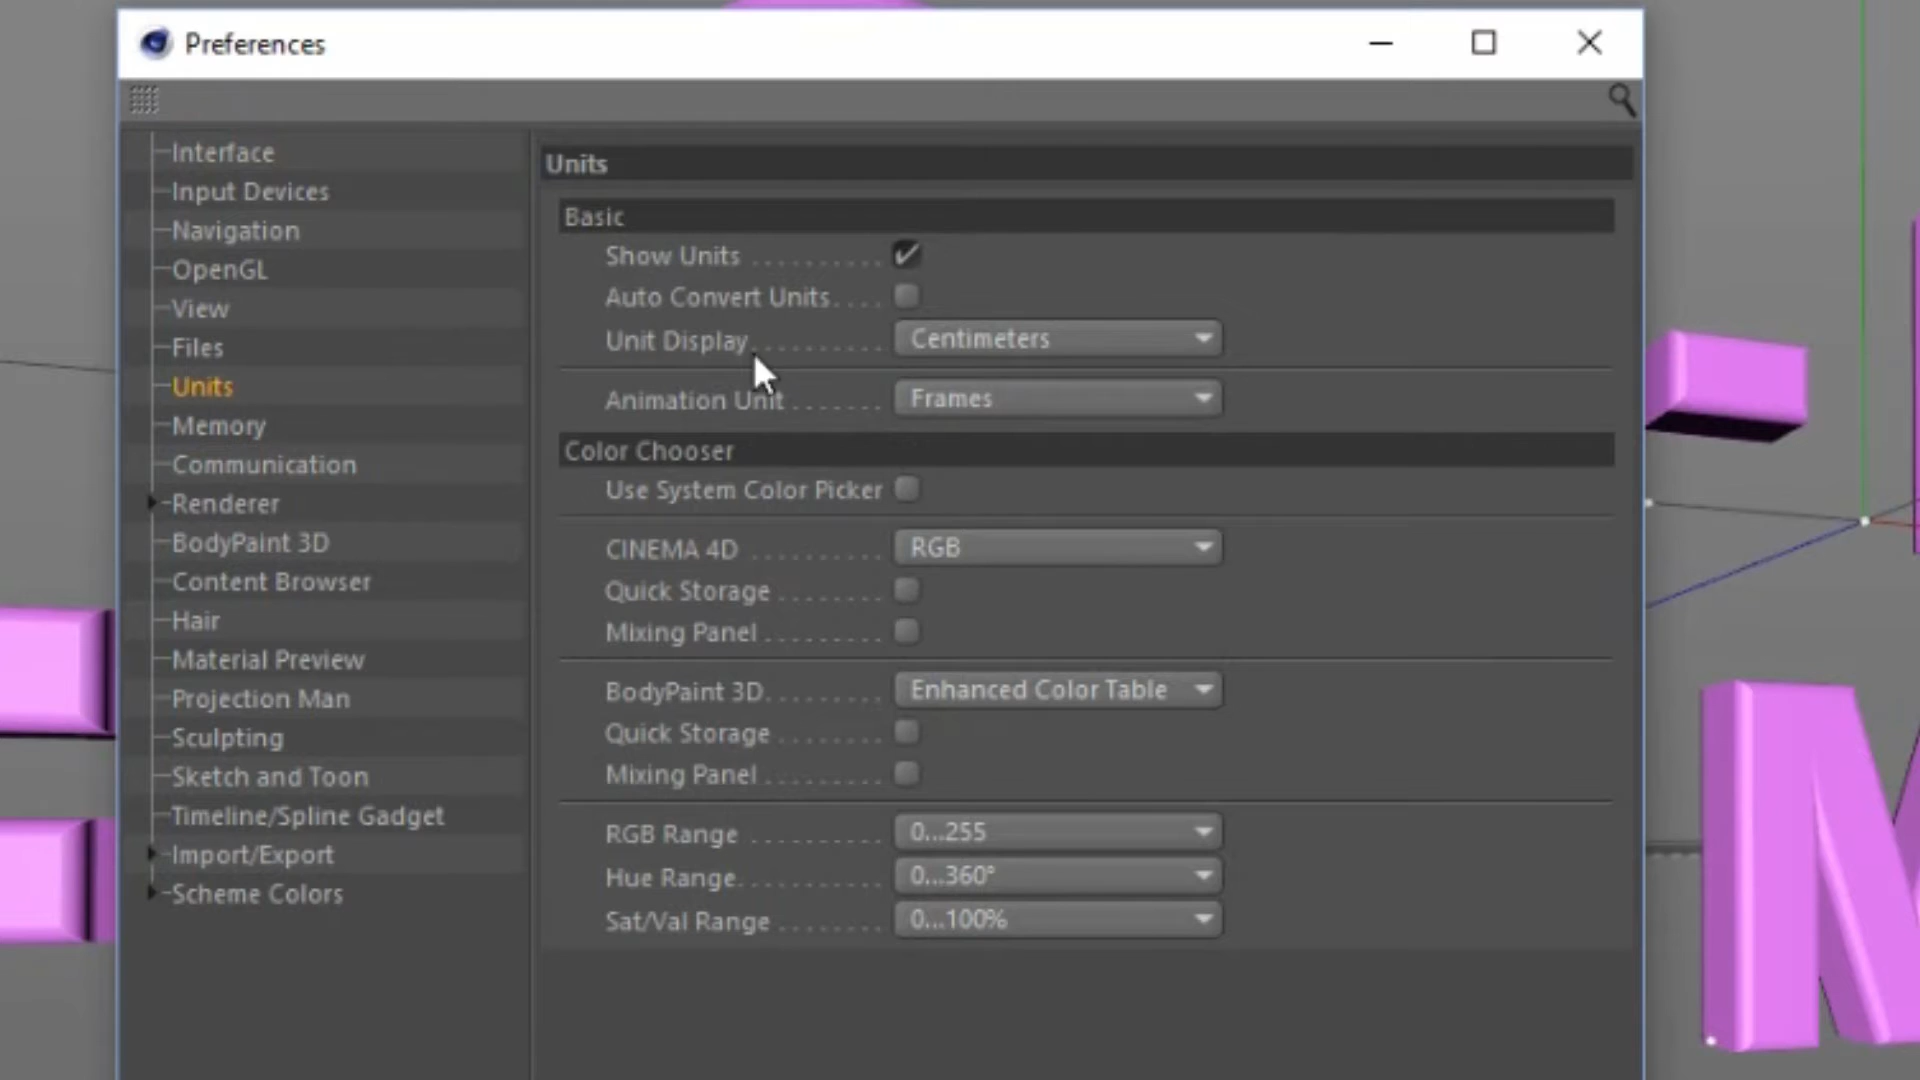 Preferences
Interface
Input Devices
Navigation
OpenGL
View
Files
Units
Memory
Communication
Renderer
BodyPaint 3D
Content Browser
Hair
Material Preview
Projection Man
Sculpting
Sketch and Toon
Timeline/Spline Gadget
Import/Export
Scheme Colors
Units
Basic
Show Units
Auto Convert Units
Unit Display Centimeters
Animation Unit Frames
Color Chooser
Use System Color Picker
CINEMA 4D RGB
Quick Storage
Mixing Panel
BodyPaint 3D Enhanced Color Table
Quick Storage
Mixing Panel
RGB Range 0...255
Hue Range 0...360°
Sat/Val Range 0...100%
M